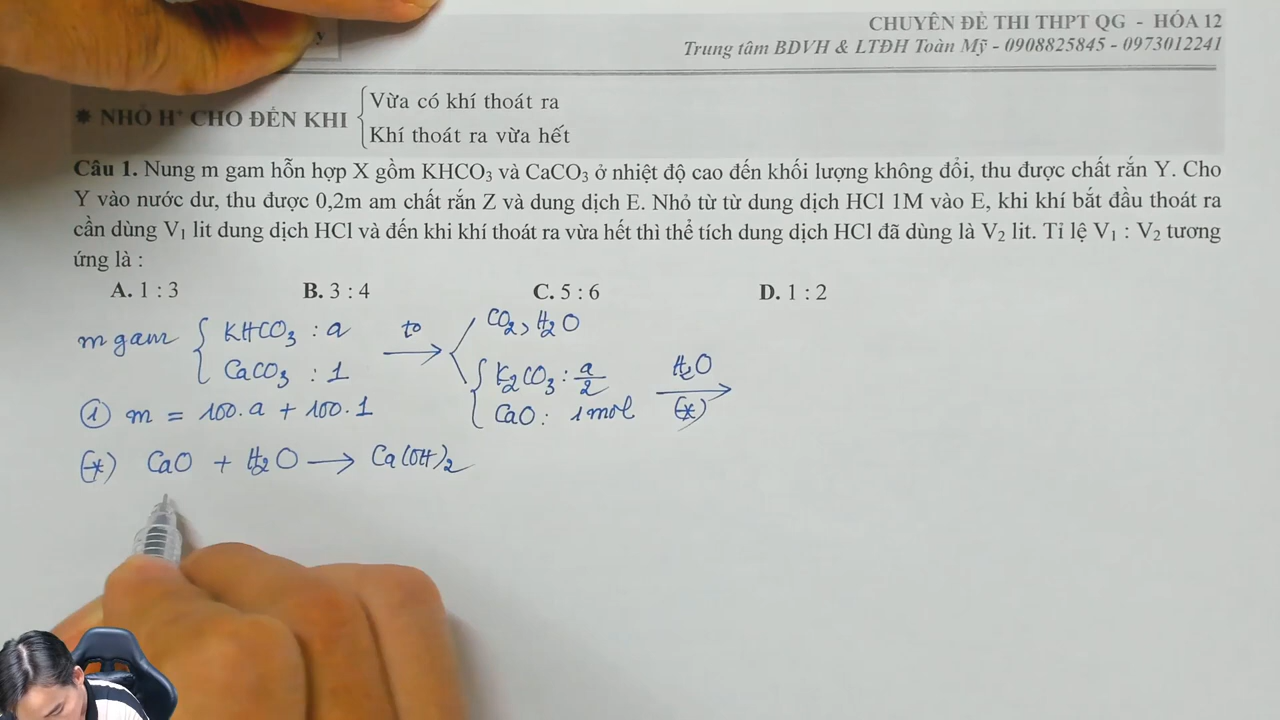 CHUYÊN ĐỀ THI THPT QG - HÓA 12
Trung tâm BDVH & LTĐH Toàn Mỹ - 0908825845 - 0973012241
✸ NHỎ H⁺ CHO ĐẾN KHI { Vừa có khí thoát ra
Khí thoát ra vừa hết
Câu 1. Nung m gam hỗn hợp X gồm KHCO₃ và CaCO₃ ở nhiệt độ cao đến khối lượng không đổi, thu được chất rắn Y. Cho
Y vào nước dư, thu được 0,2m am chất rắn Z và dung dịch E. Nhỏ từ từ dung dịch HCl 1M vào E, khi khí bắt đầu thoát ra
cần dùng V₁ lit dung dịch HCl và đến khi khí thoát ra vừa hết thì thể tích dung dịch HCl đã dùng là V₂ lit. Tỉ lệ V₁ : V₂ tương
ứng là :
A. 1 : 3 B. 3 : 4 C. 5 : 6 D. 1 : 2
m gam { KHCO₃ : a
CaCO₃ : 1
to →
CO₂, H₂O
K₂CO₃ : a/2
CaO : 1 mol
H₂O → (*)
① m = 100.a + 100.1
(*) CaO + H₂O → Ca(OH)₂